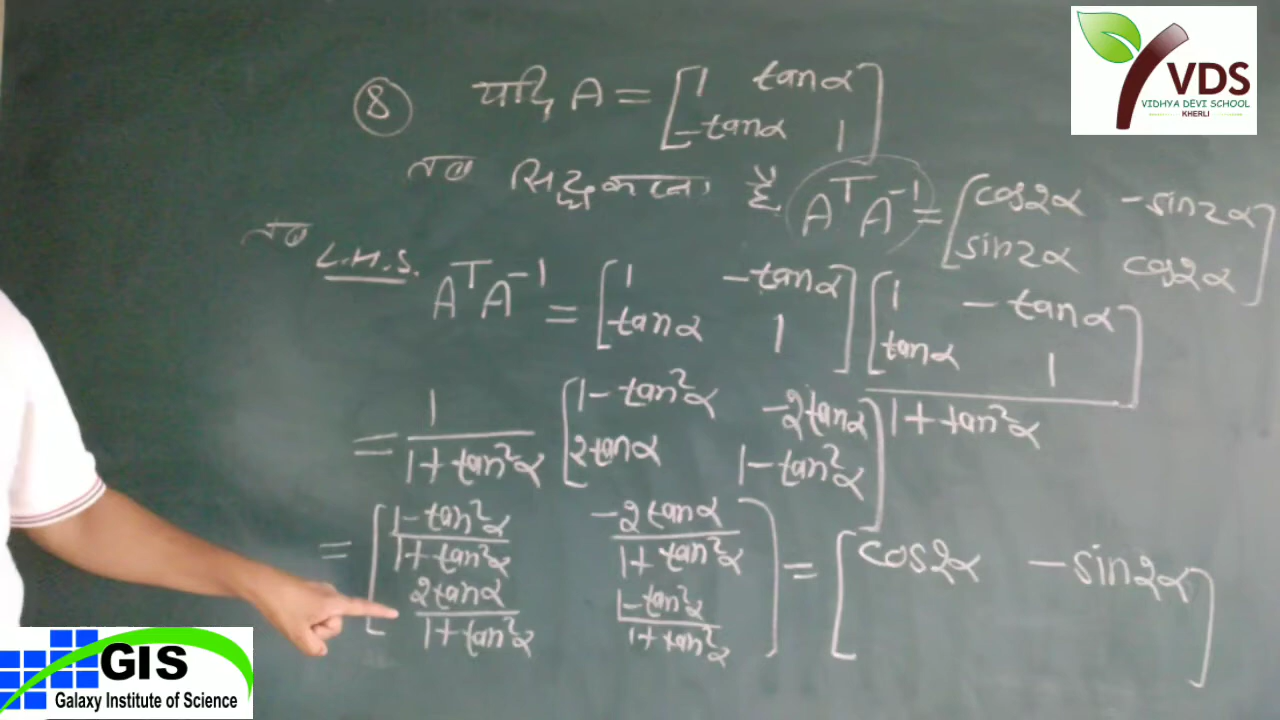 VDS
VIDHYA DEVI SCHOOL
KHERLI
⑧ यदि A = [1 tanα
-tanα 1]
तब सिद्ध करना है AᵀA⁻¹ = [cos2α -sin2α
sin2α cos2α]
तब L.H.S. AᵀA⁻¹ = [1 -tanα
tanα 1] [1 -tanα
tanα 1] / 1+tan²α
= 1 / 1+tan²α [1-tan²α -2tanα
2tanα 1-tan²α]
= [1-tan²α / 1+tan²α -2tanα / 1+tan²α
2tanα / 1+tan²α 1-tan²α / 1+tan²α] = [cos2α -sin2α]
GIS
Galaxy Institute of Science